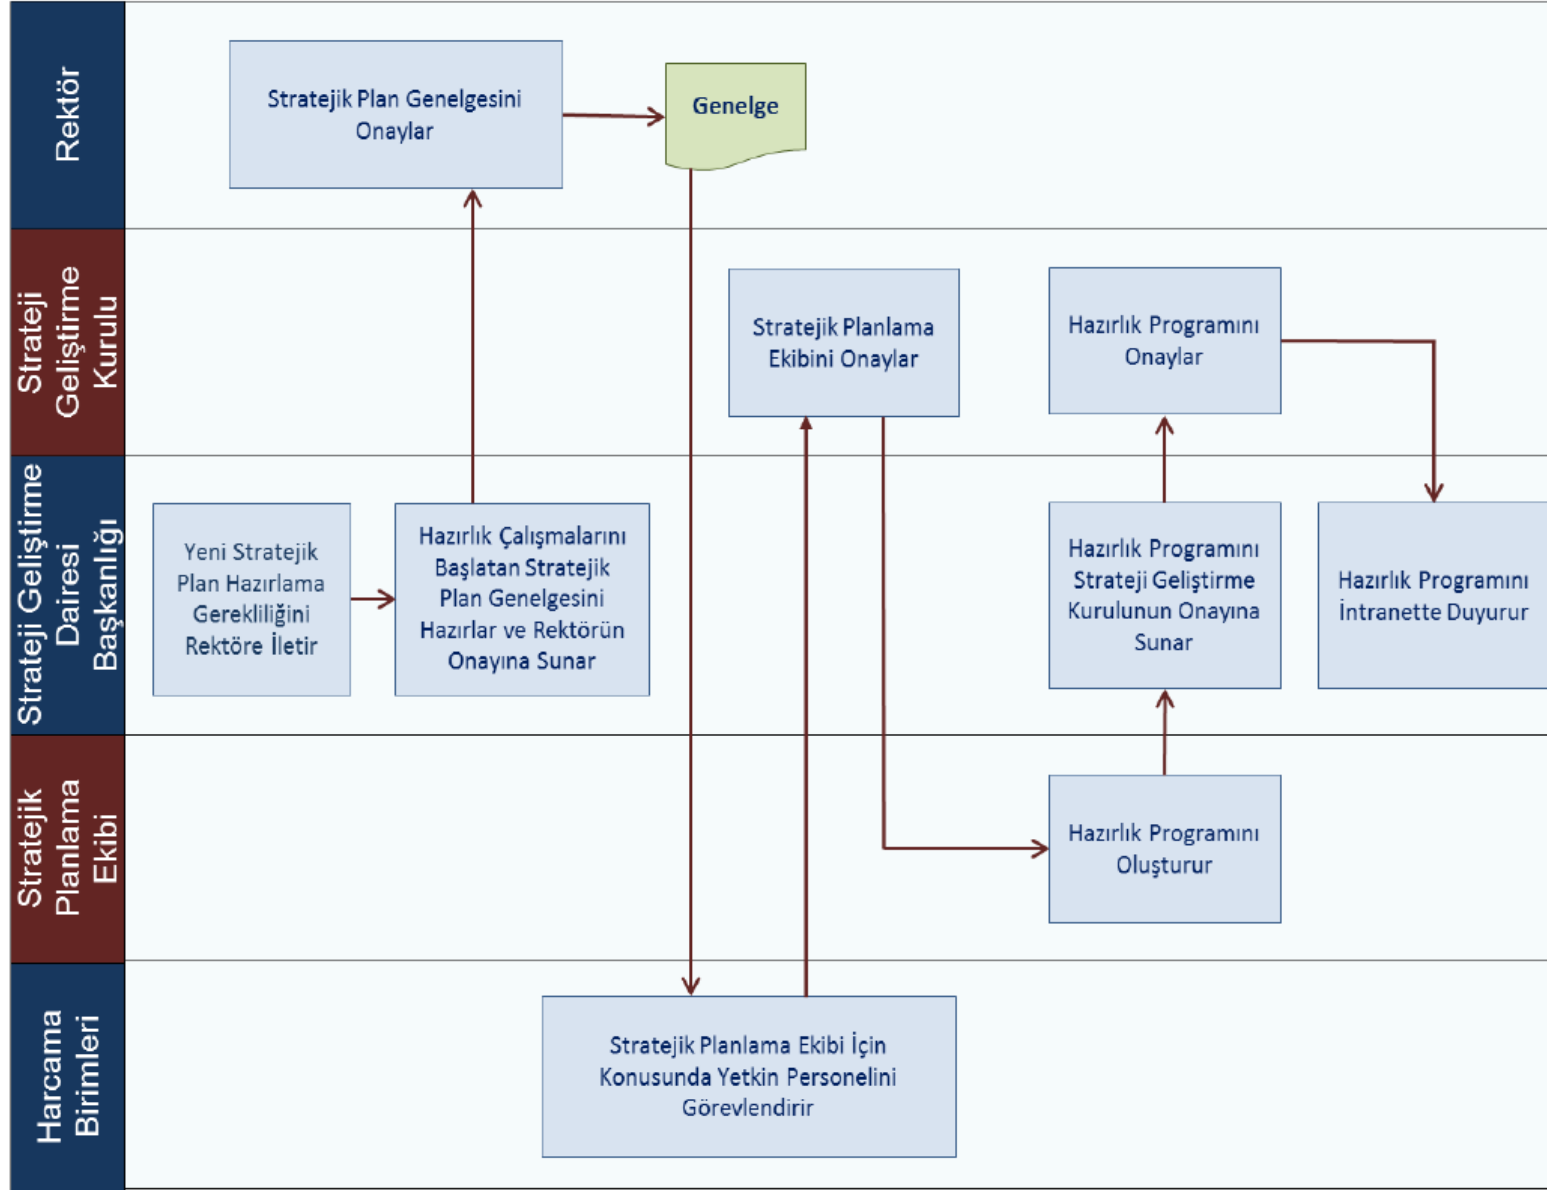 Rektör
Stratejik Plan Genelgesini
Onaylar
Genelge
Strateji
Geliştirme
Kurulu
Stratejik Planlama
Ekibini Onaylar
Hazırlık Programını
Onaylar
Strateji Geliştirme
Dairesi
Başkanlığı
Yeni Stratejik
Plan Hazırlama
Gerekliliğini
Rektöre İletir
Hazırlık Çalışmalarını
Başlatan Stratejik
Plan Genelgesini
Hazırlar ve Rektörün
Onayına Sunar
Hazırlık Programını
Strateji Geliştirme
Kurulunun Onayına
Sunar
Hazırlık Programını
İntranette Duyurur
Stratejik
Planlama
Ekibi
Hazırlık Programını
Oluşturur
Harcama
Birimleri
Stratejik Planlama Ekibi İçin
Konusunda Yetkin Personelini
Görevlendirir